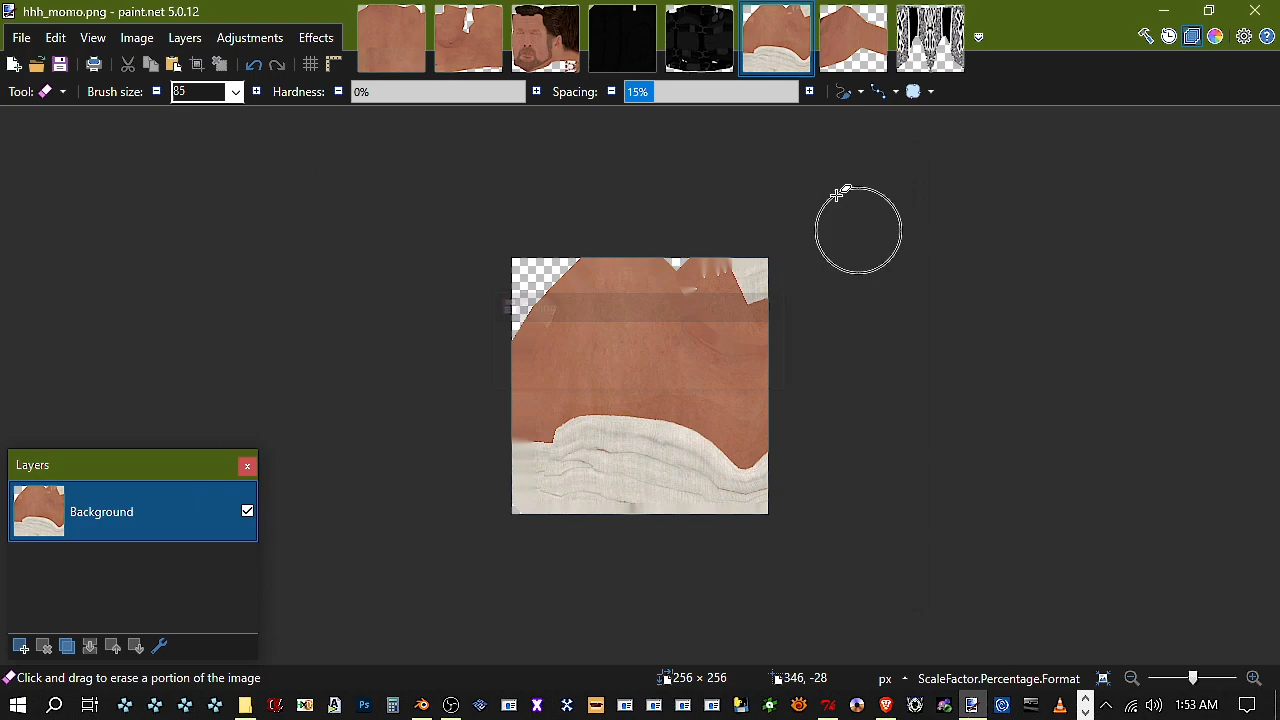 hhh_momo.png - paint.net 5.0.12
File Edit View Image Layers Adjustments Effects
Tool: Brush size: 85 Hardness: 0% Spacing: 15%
Layers
Background
Click and drag to erase a portion of the image
256 × 256
346, -28
px
ScaleFactor.Percentage.Format
Ps
1:53 AM